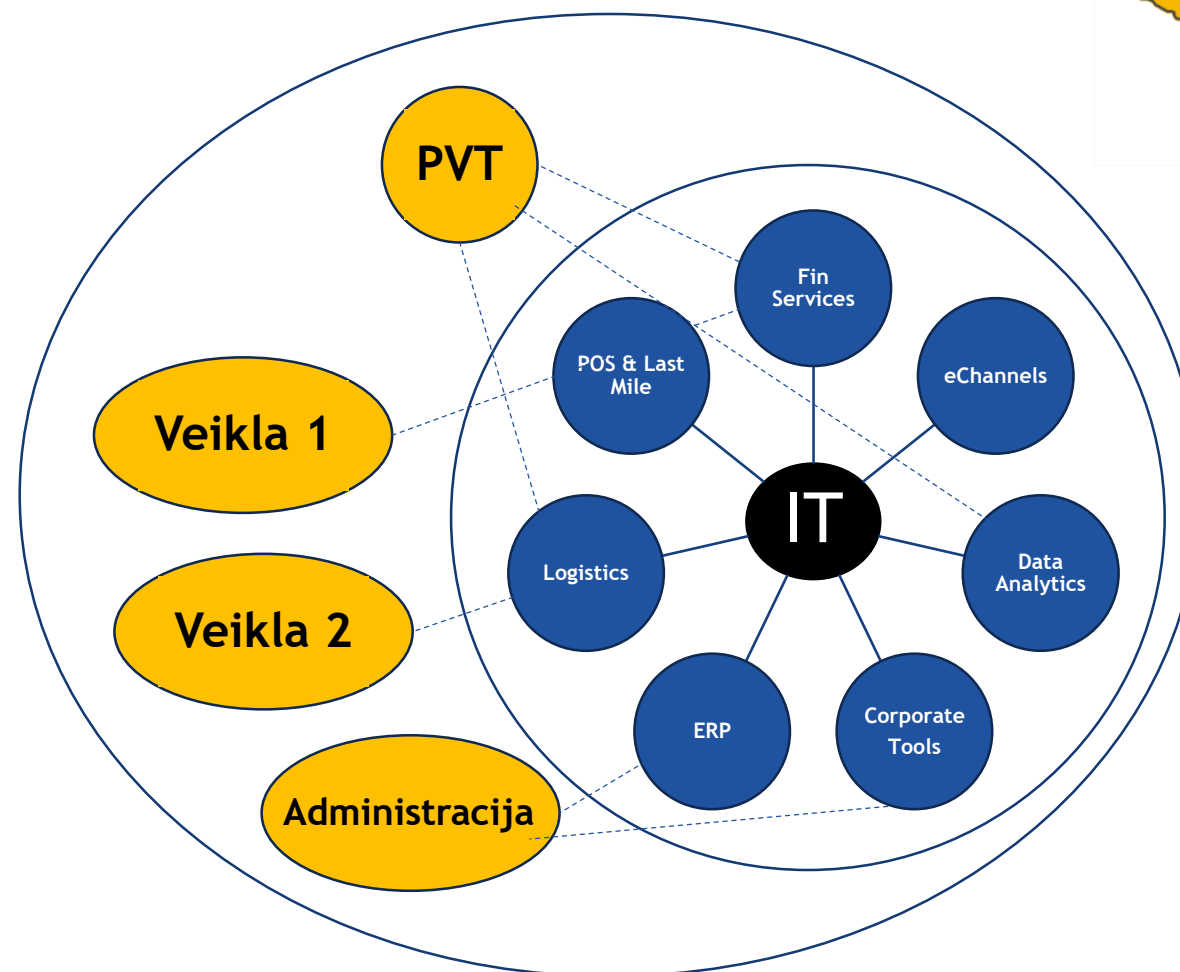 PVT
Fin
Services
POS & Last
Mile
eChannels
Veikla 1
IT
Logistics
Data
Analytics
Veikla 2
ERP
Corporate
Tools
Administracija